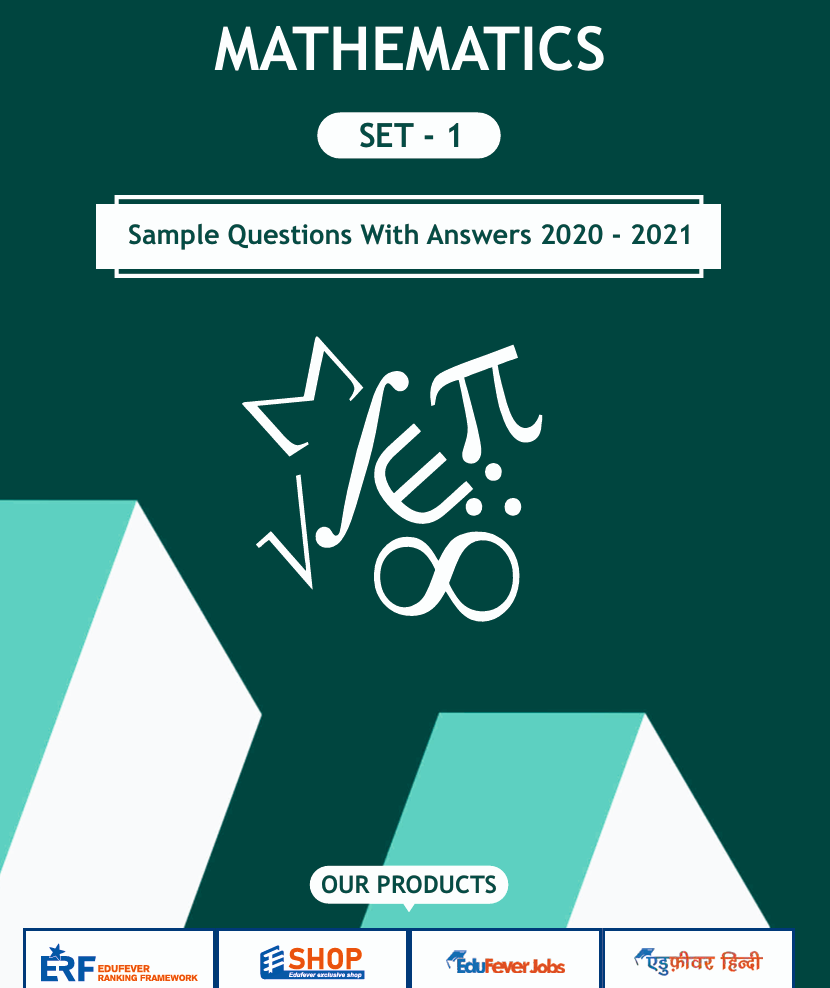 MATHEMATICS
SET - 1
Sample Questions With Answers 2020 - 2021
OUR PRODUCTS
ERF EDUFEVER
RANKING FRAMEWORK
SHOP
Edufever exclusive shop
EduFever Jobs
एडुफ़ीवर हिंदी